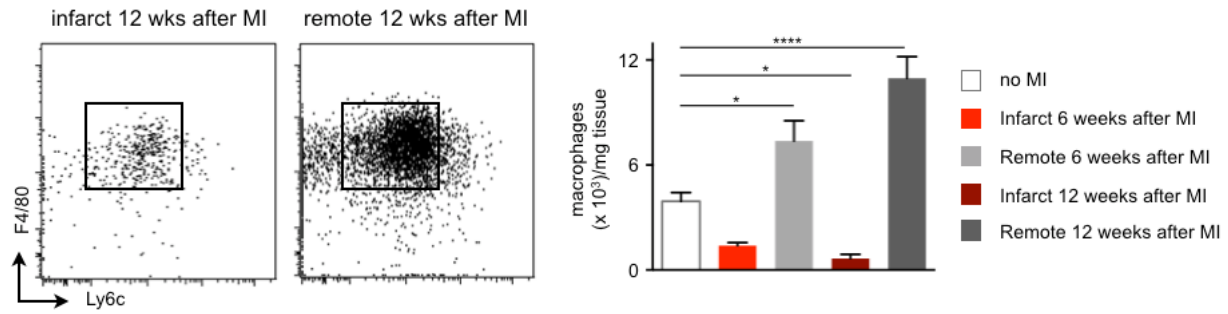 infarct 12 wks after MI
remote 12 wks after MI
F4/80
Ly6c
macrophages
(x 10³)/mg tissue
12
6
0
****
*
*
no MI
Infarct 6 weeks after MI
Remote 6 weeks after MI
Infarct 12 weeks after MI
Remote 12 weeks after MI